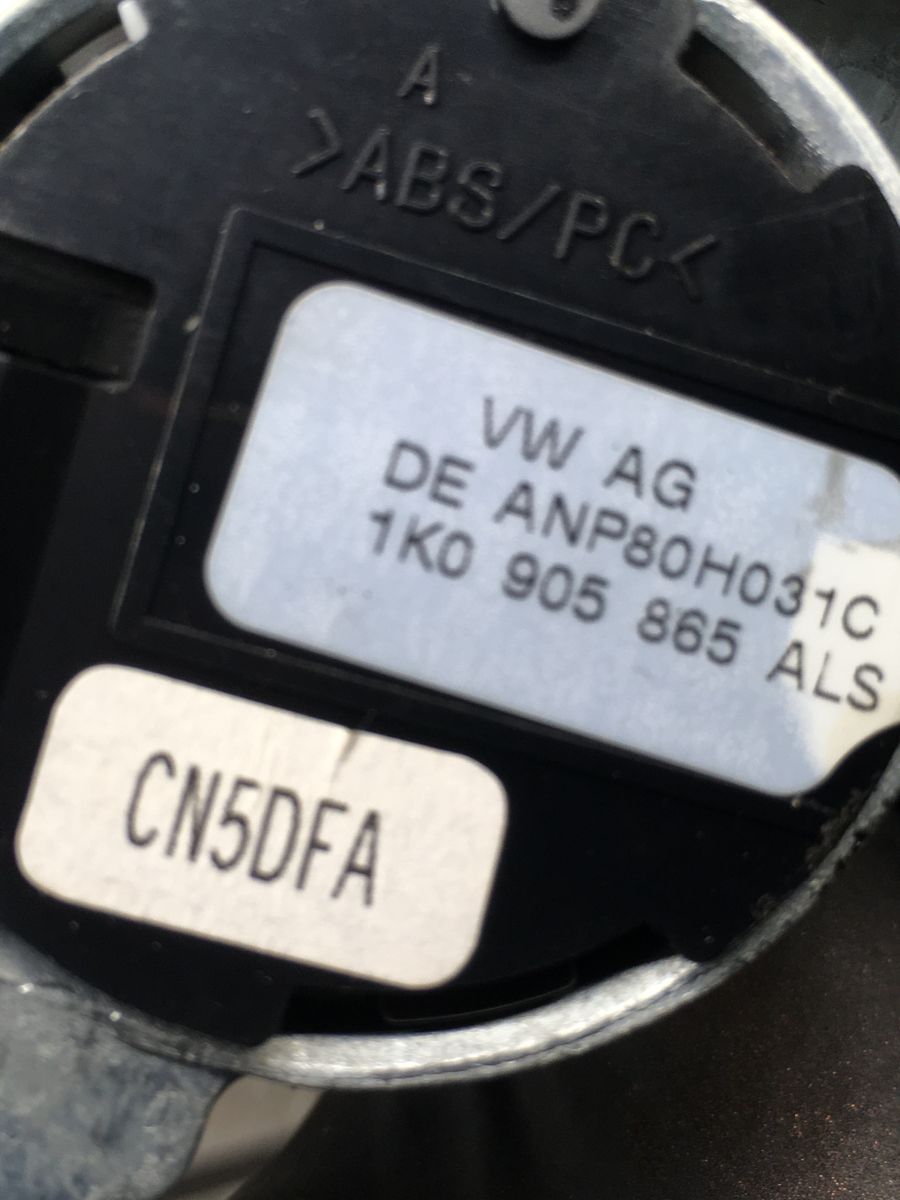 A
>ABS/PC<
VW AG
DE ANP80H031C
1K0 905 865 ALS
CN5DFA